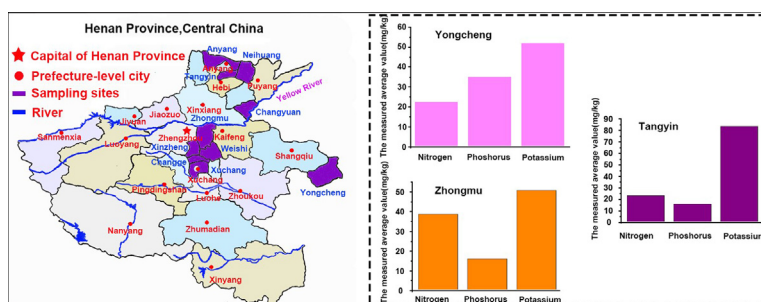 Henan Province,Central China
Capital of Henan Province
Prefecture-level city
Sampling sites
River
Anyang
Neihuang
Anyang
Tangyin
Hebi
Puyang
Yellow River
Xinxiang
Jiaozuo
Jiyuan
Zhongmu
Changyuan
Sanmenxia
Zhengzhou
Kaifeng
Luoyang
Xinzheng
Weishi
Shangqiu
Changge
Xuchang
Xuchang
Yongcheng
Pingdingshan
Luohe
Zhoukou
Nanyang
Zhumadian
Xinyang
Yongcheng
The measured average value(mg/kg)
60
50
40
30
20
10
0
Nitrogen Phoshorus Potassium
Zhongmu
The measured average value(mg/kg)
50
40
30
20
10
0
Nitrogen Phoshorus Potassium
Tangyin
The measured average value(mg/kg)
90
80
70
60
50
40
30
20
10
0
Nitrogen Phoshorus Potassium